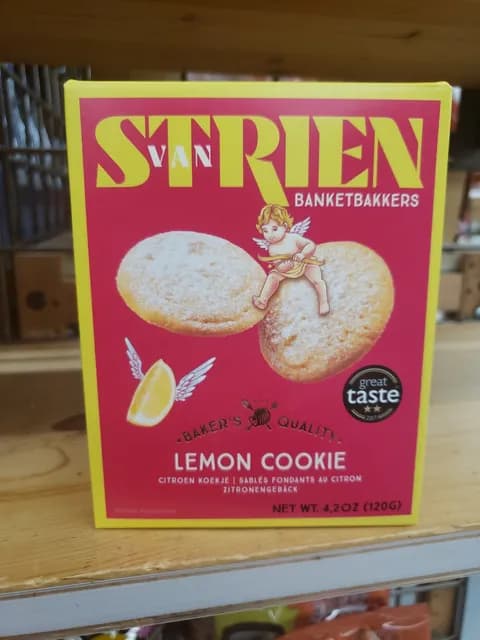 VAN STRIEN
BANKETBAKKERS
great
taste
BAKER'S QUALITY
LEMON COOKIE
CITROEN KOEKJE | SABLÉS FONDANTS AU CITRON
ZITRONENGEBÄCK
NET WT. 4,2OZ (120G)